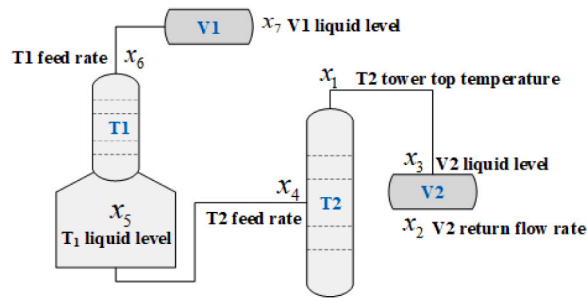 V1
x7 V1 liquid level
T1 feed rate
x6
x1
T2 tower top temperature
T1
x3
V2 liquid level
x4
V2
x5
T1 liquid level
T2 feed rate
T2
x2 V2 return flow rate